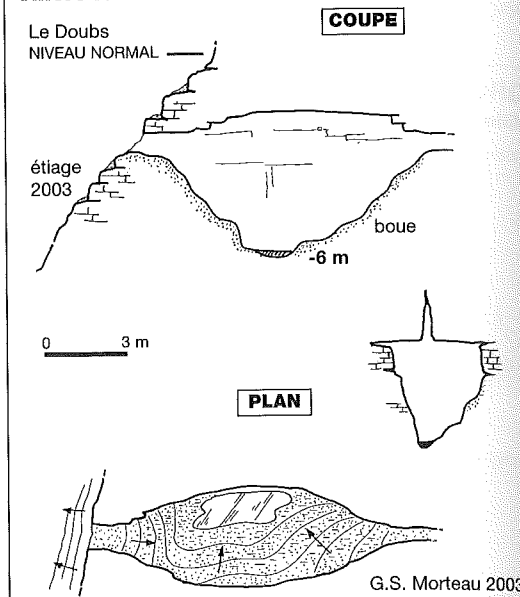 COUPE
Le Doubs
NIVEAU NORMAL
étiage
2003
boue
-6 m
0 3 m
PLAN
G.S. Morteau 2003